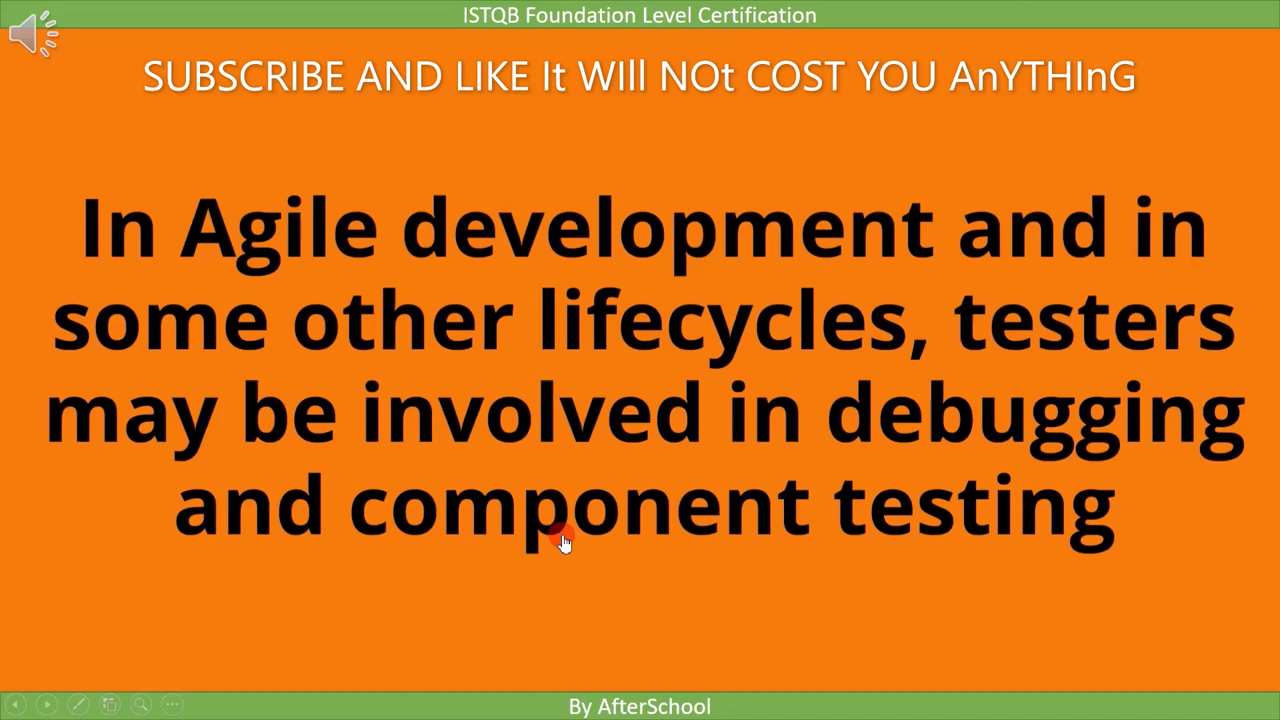 ISTQB Foundation Level Certification
SUBSCRIBE AND LIKE It WIll NOt COST YOU AnYTHInG
In Agile development and in
some other lifecycles, testers
may be involved in debugging
and component testing
By AfterSchool